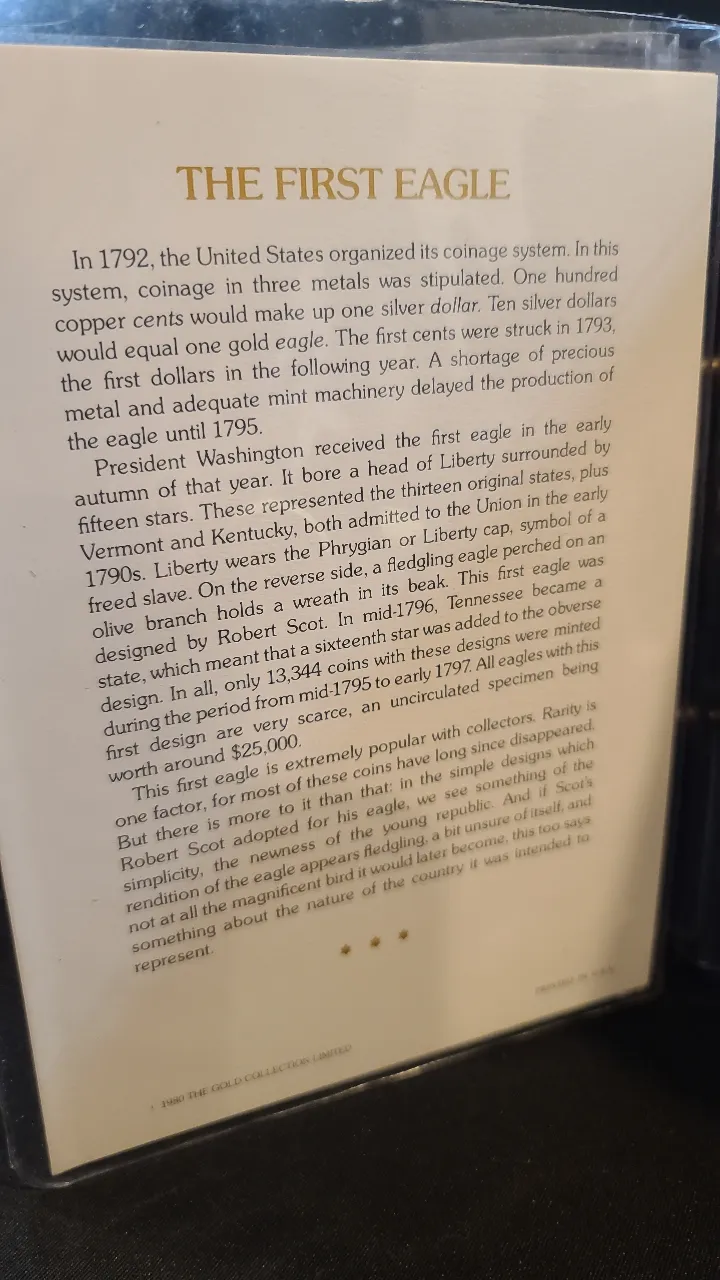 THE FIRST EAGLE
In 1792, the United States organized its coinage system. In this
system, coinage in three metals was stipulated. One hundred
copper cents would make up one silver dollar. Ten silver dollars
would equal one gold eagle. The first cents were struck in 1793,
the first dollars in the following year. A shortage of precious
metal and adequate mint machinery delayed the production of
the eagle until 1795.
President Washington received the first eagle in the early
autumn of that year. It bore a head of Liberty surrounded by
fifteen stars. These represented the thirteen original states, plus
Vermont and Kentucky, both admitted to the Union in the early
1790s. Liberty wears the Phrygian or Liberty cap, symbol of a
freed slave. On the reverse side, a fledgling eagle perched on an
olive branch holds a wreath in its beak. This first eagle was
designed by Robert Scot. In mid-1796, Tennessee became a
state, which meant that a sixteenth star was added to the obverse
design. In all, only 13,344 coins with these designs were minted
during the period from mid-1795 to early 1797. All eagles with this
first design are very scarce, an uncirculated specimen being
worth around $25,000.
This first eagle is extremely popular with collectors. Rarity is
one factor, for most of these coins have long since disappeared.
But there is more to it than that: in the simple designs which
Robert Scot adopted for his eagle, we see something of the
simplicity, the newness of the young republic. And if Scot's
rendition of the eagle appears fledgling, a bit unsure of itself, and
not at all the magnificent bird it would later become, this too says
something about the nature of the country it was intended to
represent.
PRINTED IN U.S.A.
1980 THE GOLD COLLECTION LIMITED